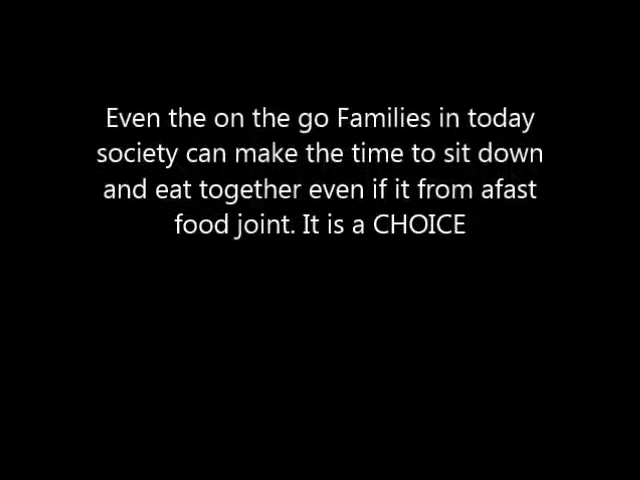 Even the on the go Families in today
society can make the time to sit down
and eat together even if it from afast
food joint. It is a CHOICE